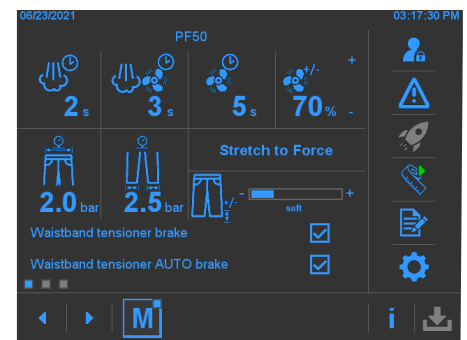 06/23/2021 03:17:30 PM
PF50
+/- +
2 s 3 s 5 s 70 % -
Stretch to Force
2.0 bar 2.5 bar +/- - +
soft
Waistband tensioner brake
Waistband tensioner AUTO brake
M i